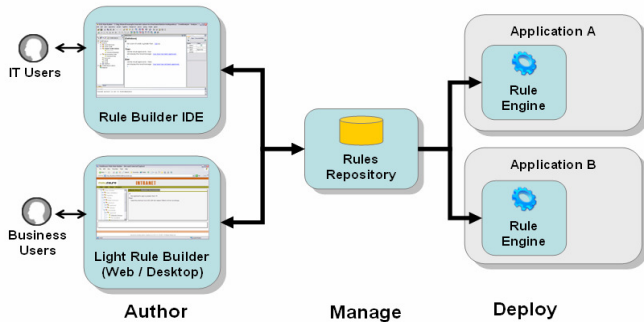 IT Users
Rule Builder IDE
Business
Users
INTRANET
Light Rule Builder
(Web / Desktop)
Rules
Repository
Application A
Rule
Engine
Application B
Rule
Engine
Author
Manage
Deploy